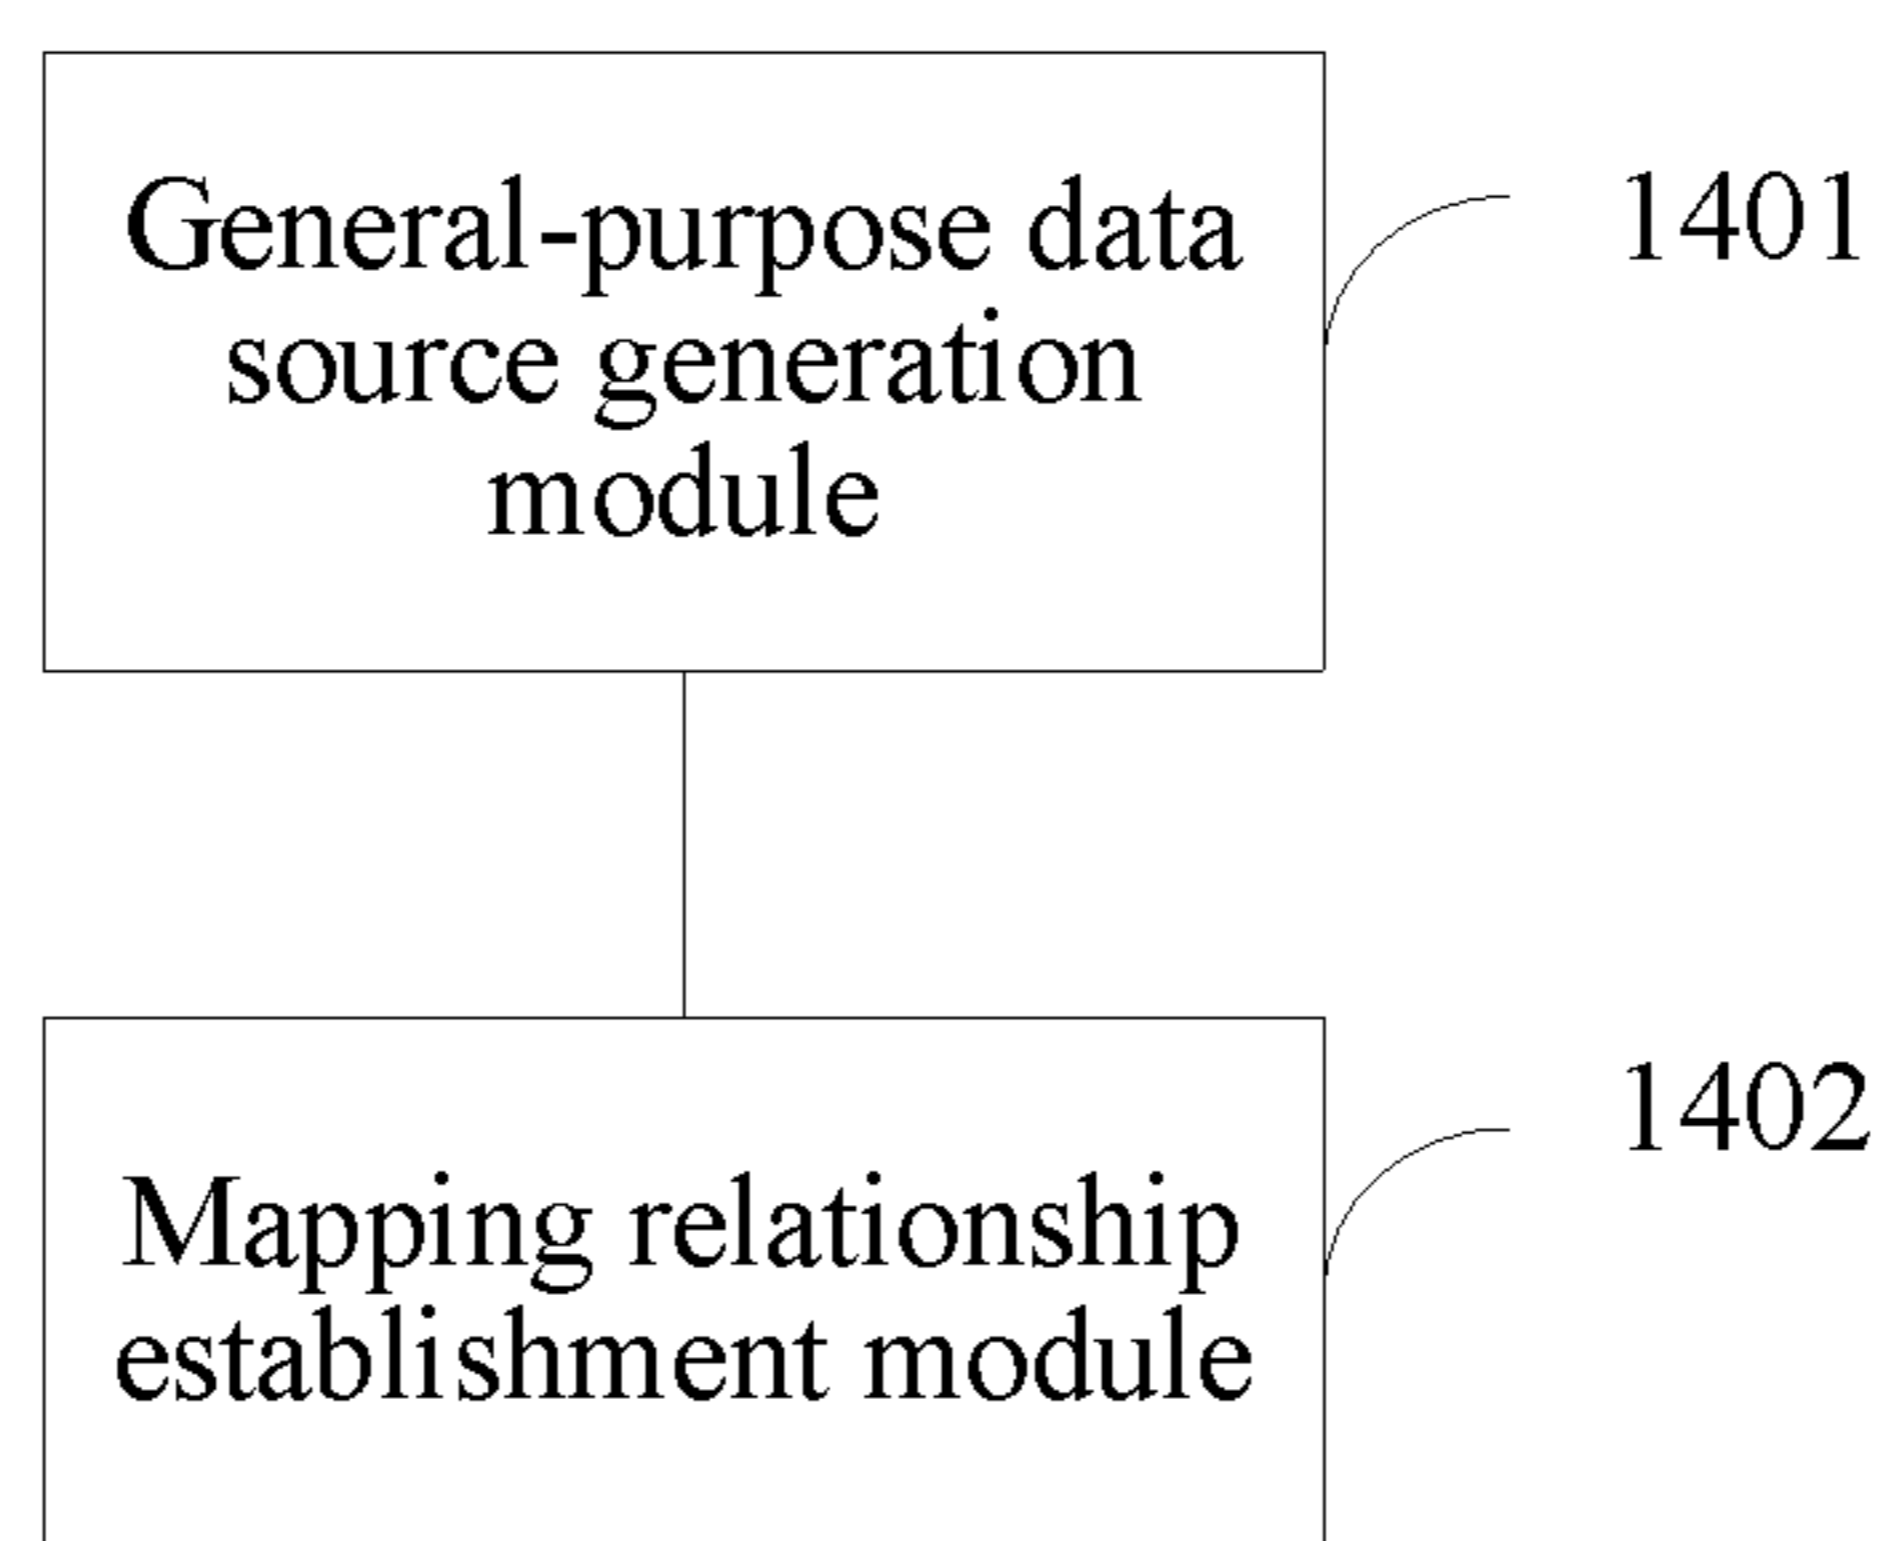 General-purpose data
source generation
module
1401
Mapping relationship
establishment module
1402